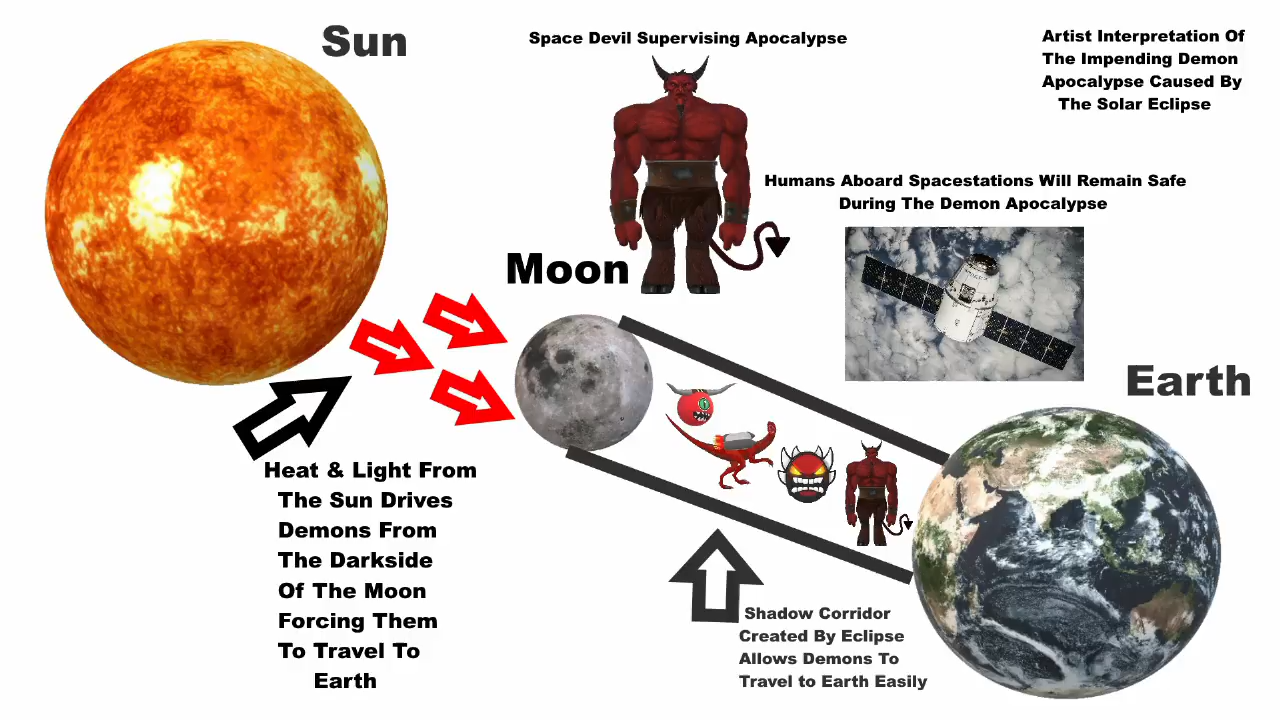 Sun
Space Devil Supervising Apocalypse
Artist Interpretation Of
The Impending Demon
Apocalypse Caused By
The Solar Eclipse
Humans Aboard Spacestations Will Remain Safe
During The Demon Apocalypse
Moon
Earth
Heat & Light From
The Sun Drives
Demons From
The Darkside
Of The Moon
Forcing Them
To Travel To
Earth
Shadow Corridor
Created By Eclipse
Allows Demons To
Travel to Earth Easily